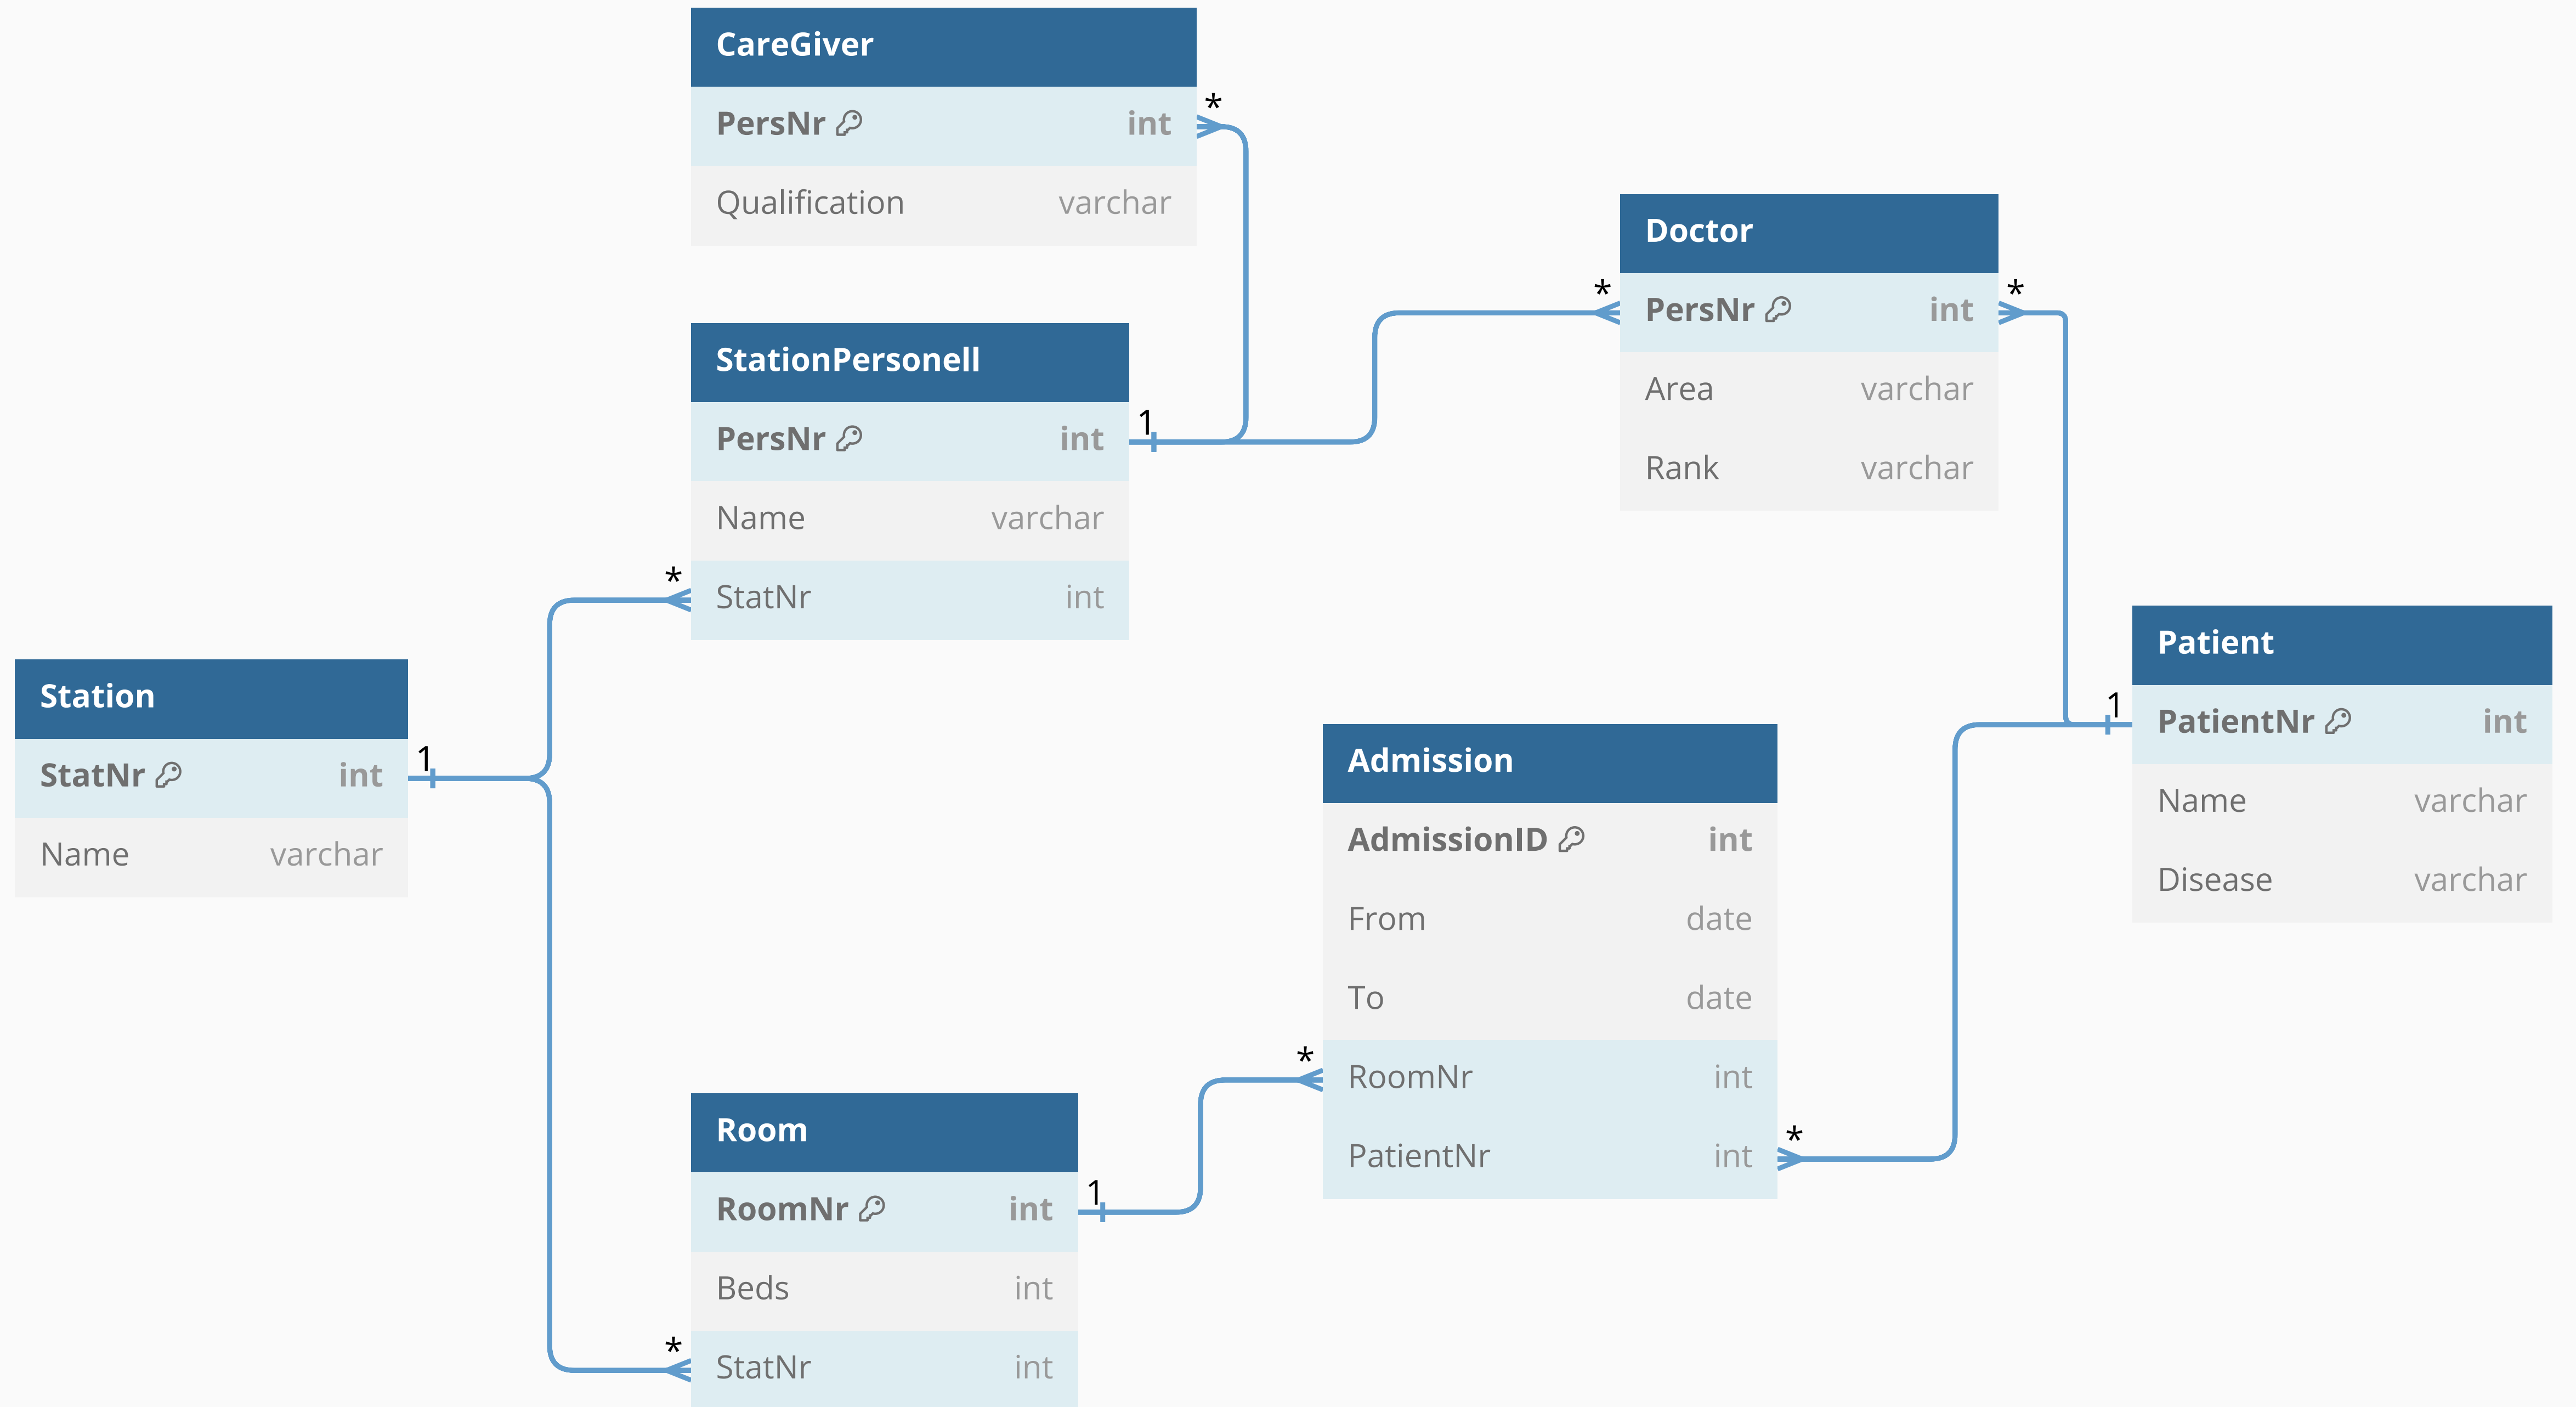 CareGiver
PersNr int
Qualification varchar
*
StationPersonell
PersNr int
Name varchar
StatNr int
1
*
Doctor
PersNr int
Area varchar
Rank varchar
*
*
Station
StatNr int
Name varchar
1
Patient
PatientNr int
Name varchar
Disease varchar
1
Admission
AdmissionID int
From date
To date
RoomNr int
PatientNr int
*
*
Room
RoomNr int
Beds int
StatNr int
1
*